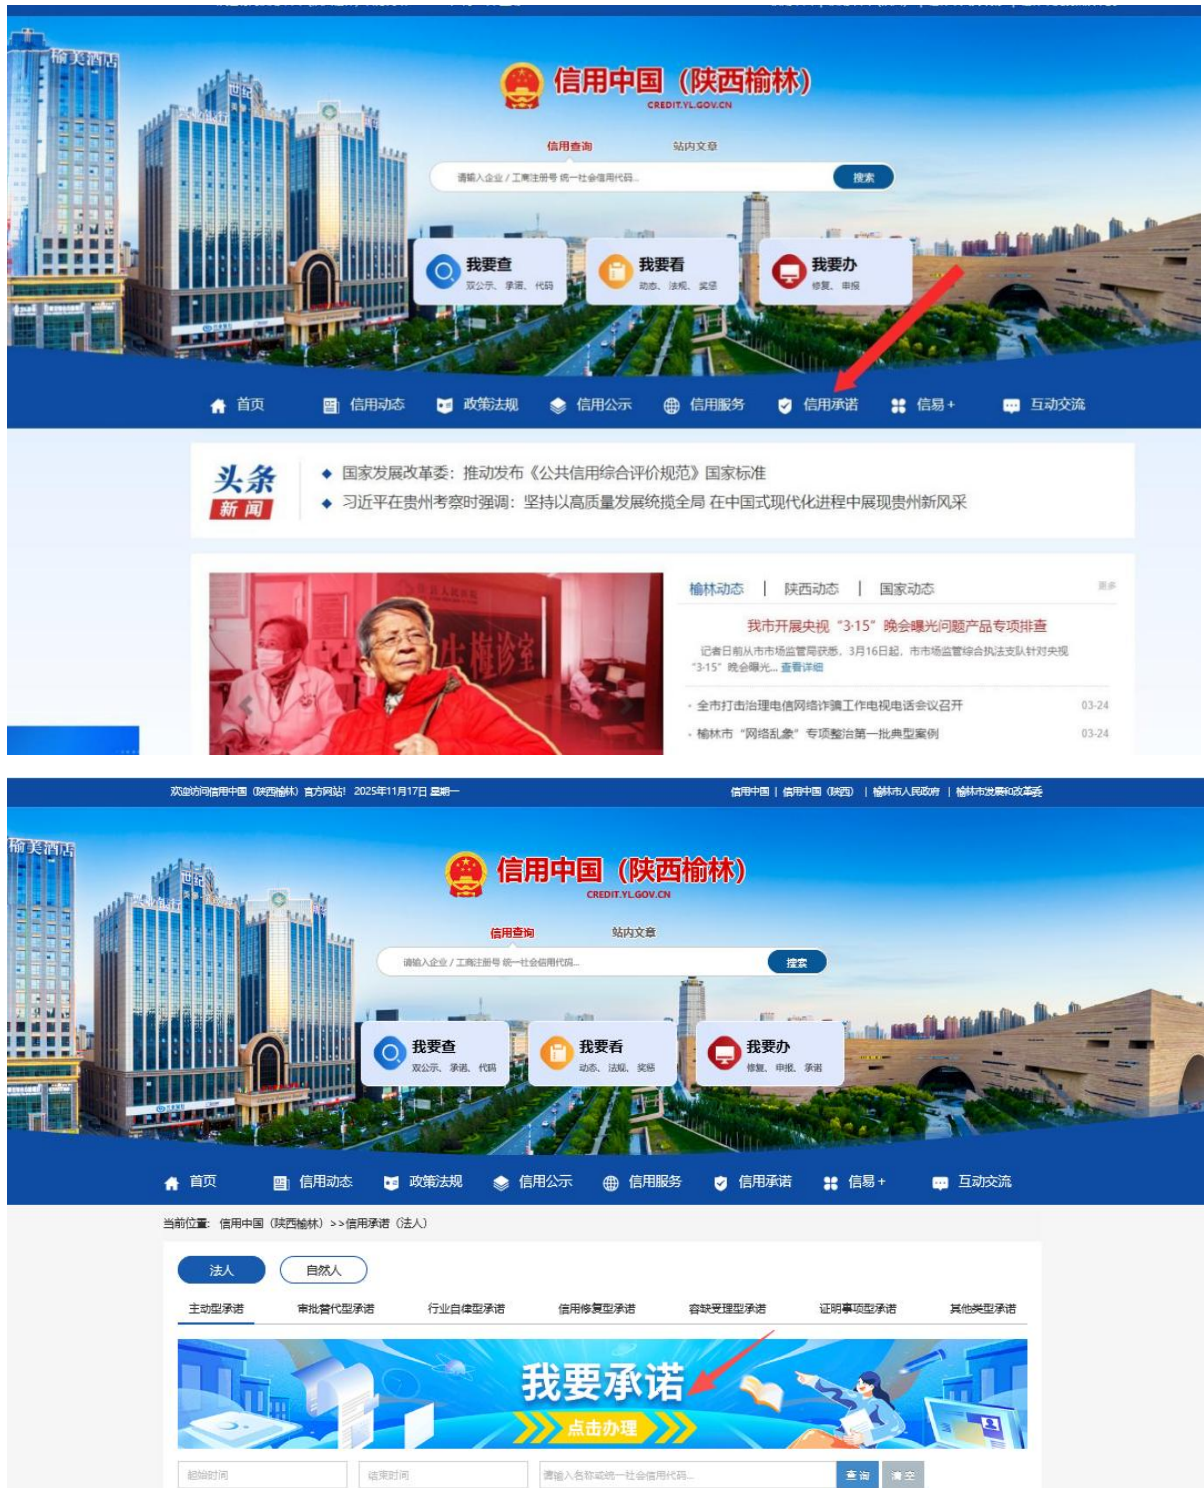 榆美酒店
世纪
信用中国（陕西榆林）
CREDIT.YL.GOV.CN
信用查询 站内文章
请输入企业 / 工商注册号 统一社会信用代码... 搜索
我要查 我要看 我要办
双公示、承诺、代码 动态、法规、奖惩 修复、申报
首页 信用动态 政策法规 信用公示 信用服务 信用承诺 信易+ 互动交流
头条
新闻
国家发展改革委：推动发布《公共信用综合评价规范》国家标准
习近平在贵州考察时强调：坚持以高质量发展统揽全局 在中国式现代化进程中展现贵州新风采
榆林动态 | 陕西动态 | 国家动态 更多
我市开展央视“3·15”晚会曝光问题产品专项排查
记者日前从市市场监管局获悉，3月16日起，市市场监管综合执法支队针对央视
“3·15”晚会曝光... 查看详细
全市打击治理电信网络诈骗工作电视电话会议召开 03-24
榆林市“网络乱象”专项整治第一批典型案例 03-24
欢迎访问信用中国（陕西榆林）官方网站！ 2025年11月17日 星期一 信用中国 | 信用中国（陕西） | 榆林市人民政府 | 榆林市发展和改革委
榆美酒店
世纪
信用中国（陕西榆林）
CREDIT.YL.GOV.CN
信用查询 站内文章
请输入企业 / 工商注册号 统一社会信用代码... 搜索
我要查 我要看 我要办
双公示、承诺、代码 动态、法规、奖惩 修复、申报、承诺
首页 信用动态 政策法规 信用公示 信用服务 信用承诺 信易+ 互动交流
当前位置： 信用中国（陕西榆林）>>信用承诺（法人）
法人 自然人
主动型承诺 审批替代型承诺 行业自律型承诺 信用修复型承诺 容缺受理型承诺 证明事项型承诺 其他类型承诺
我要承诺
点击办理
起始时间 结束时间 请输入名称或统一社会信用代码... 查询 清空